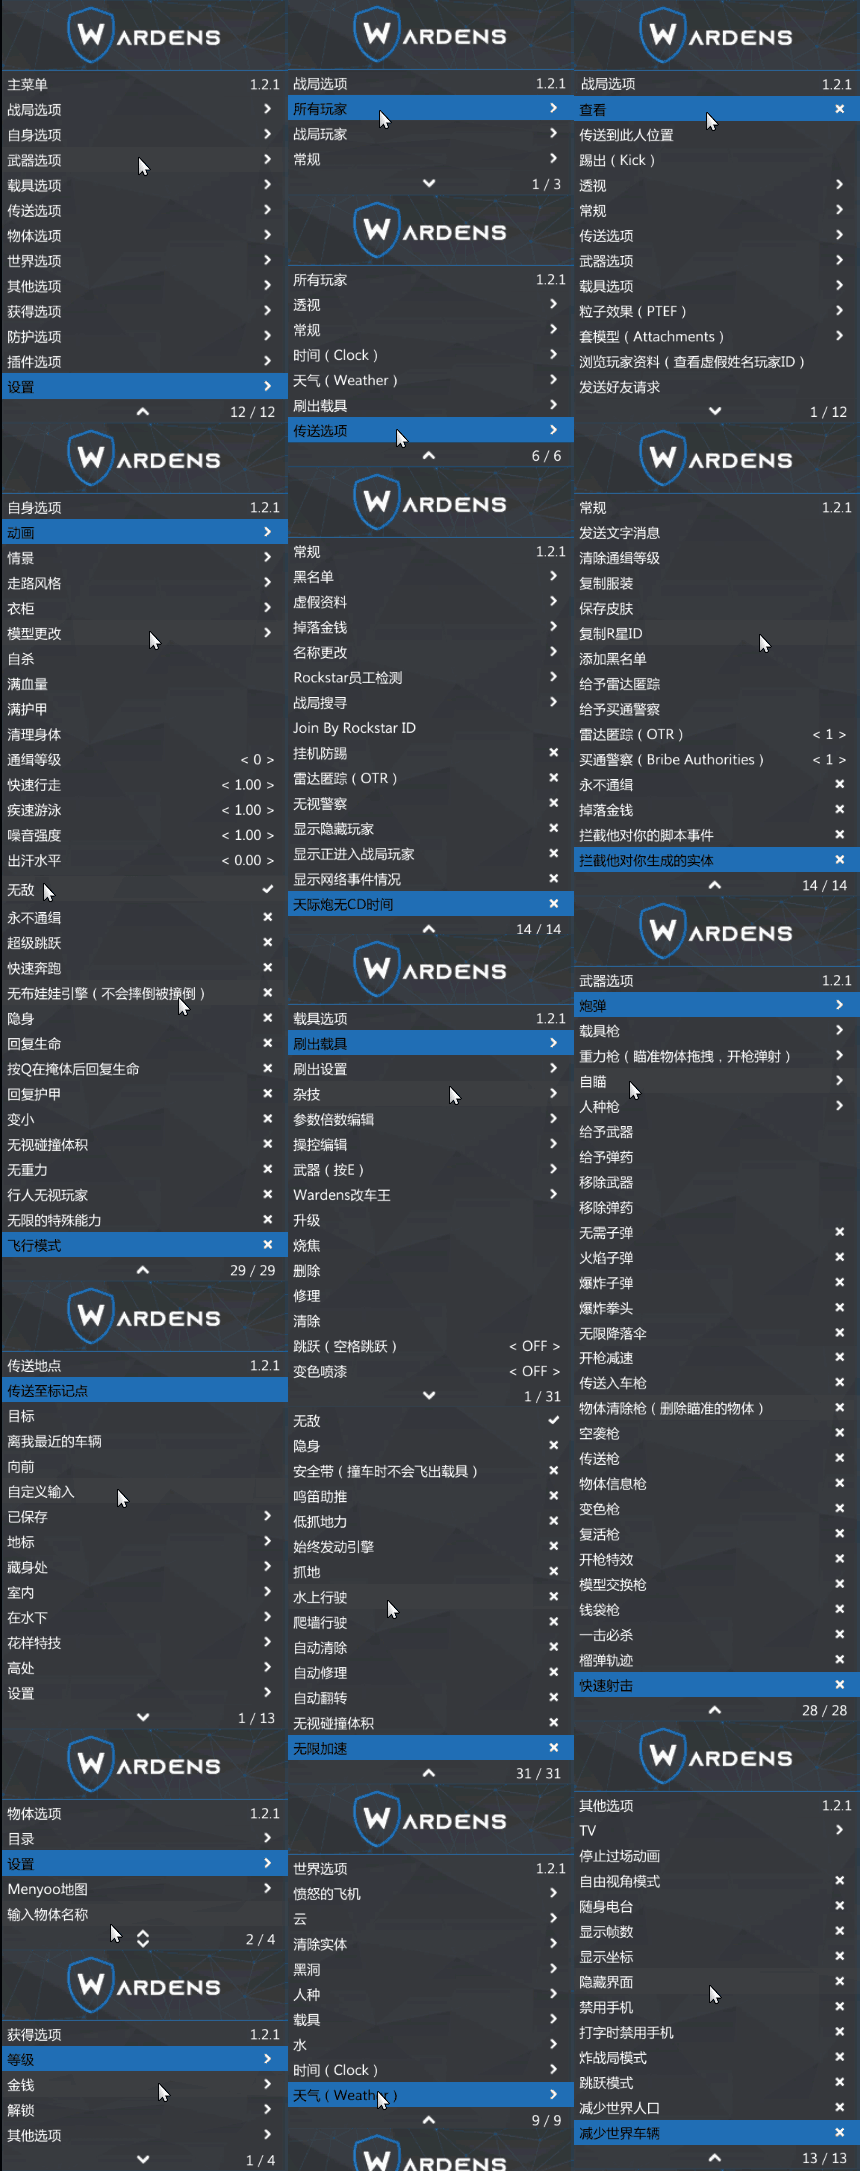 WARDENS
主菜单 1.2.1
战局选项
自身选项
武器选项
载具选项
传送选项
物体选项
世界选项
其他选项
获得选项
防护选项
插件选项
设置
12 / 12
WARDENS
自身选项 1.2.1
动画
情景
走路风格
衣柜
模型更改
自杀
满血量
满护甲
清理身体
通缉等级 < 0 >
快速行走 < 1.00 >
疾速游泳 < 1.00 >
噪音强度 < 1.00 >
出汗水平 < 0.00 >
无敌
永不通缉
超级跳跃
快速奔跑
无布娃娃引擎（不会摔倒被撞倒）
隐身
回复生命
按Q在掩体后回复生命
回复护甲
变小
无视碰撞体积
无重力
行人无视玩家
无限的特殊能力
飞行模式
29 / 29
WARDENS
传送地点 1.2.1
传送至标记点
目标
离我最近的车辆
向前
自定义输入
已保存
地标
藏身处
室内
在水下
花样特技
高处
设置
1 / 13
WARDENS
物体选项 1.2.1
目录
设置
Menyoo地图
输入物体名称
2 / 4
WARDENS
获得选项 1.2.1
等级
金钱
解锁
其他选项
1 / 4
WARDENS
战局选项 1.2.1
所有玩家
战局玩家
常规
1 / 3
WARDENS
所有玩家 1.2.1
透视
常规
时间（Clock）
天气（Weather）
刷出载具
传送选项
6 / 6
WARDENS
常规 1.2.1
黑名单
虚假资料
掉落金钱
名称更改
Rockstar员工检测
战局搜寻
Join By Rockstar ID
挂机防踢
雷达匿踪（OTR）
无视警察
显示隐藏玩家
显示正进入战局玩家
显示网络事件情况
天际炮无CD时间
14 / 14
WARDENS
载具选项 1.2.1
刷出载具
刷出设置
杂技
参数倍数编辑
操控编辑
武器（按E）
Wardens改车王
升级
烧焦
删除
修理
清除
跳跃（空格跳跃） < OFF >
变色喷漆 < OFF >
1 / 31
无敌
隐身
安全带（撞车时不会飞出载具）
鸣笛助推
低抓地力
始终发动引擎
抓地
水上行驶
爬墙行驶
自动清除
自动修理
自动翻转
无视碰撞体积
无限加速
31 / 31
WARDENS
世界选项 1.2.1
愤怒的飞机
云
清除实体
黑洞
人种
载具
水
时间（Clock）
天气（Weather）
9 / 9
WARDENS
WARDENS
战局选项 1.2.1
查看
传送到此人位置
踢出（Kick）
透视
常规
传送选项
武器选项
载具选项
粒子效果（PTEF）
套模型（Attachments）
浏览玩家资料（查看虚假姓名玩家ID）
发送好友请求
1 / 12
WARDENS
常规 1.2.1
发送文字消息
清除通缉等级
复制服装
保存皮肤
复制R星ID
添加黑名单
给予雷达匿踪
给予买通警察
雷达匿踪（OTR） < 1 >
买通警察（Bribe Authorities） < 1 >
永不通缉
掉落金钱
拦截他对你的脚本事件
拦截他对你生成的实体
14 / 14
WARDENS
武器选项 1.2.1
炮弹
载具枪
重力枪（瞄准物体拖拽，开枪弹射）
自瞄
人种枪
给予武器
给予弹药
移除武器
移除弹药
无需子弹
火焰子弹
爆炸子弹
爆炸拳头
无限降落伞
开枪减速
传送入车枪
物体清除枪（删除瞄准的物体）
空袭枪
传送枪
物体信息枪
变色枪
复活枪
开枪特效
模型交换枪
钱袋枪
一击必杀
榴弹轨迹
快速射击
28 / 28
WARDENS
其他选项 1.2.1
TV
停止过场动画
自由视角模式
随身电台
显示帧数
显示坐标
隐藏界面
禁用手机
打字时禁用手机
炸战局模式
跳跃模式
减少世界人口
减少世界车辆
13 / 13